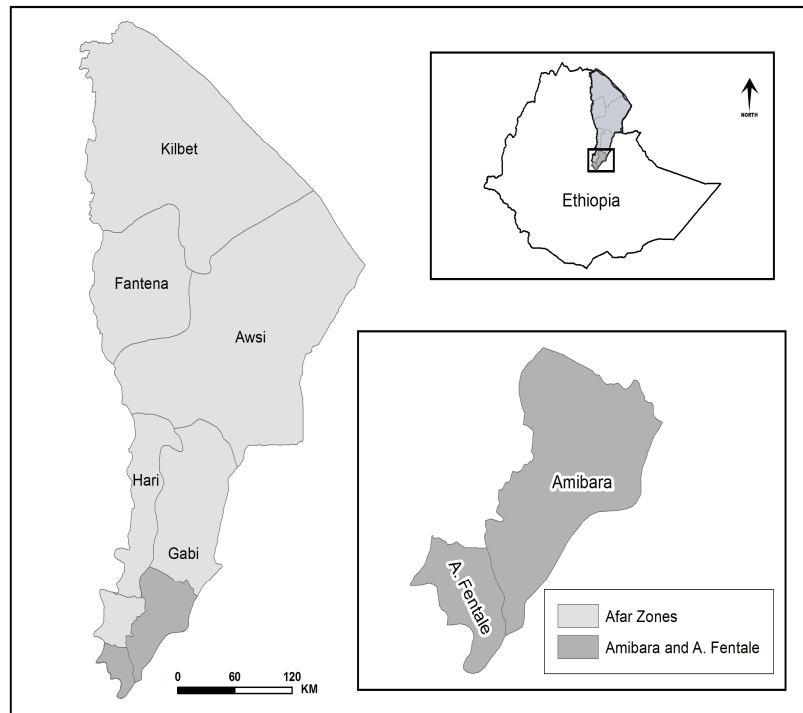 Kilbet
Fantena
Awsi
Hari
Gabi
0 60 120
KM
NORTH
Ethiopia
Amibara
A. Fentale
Afar Zones
Amibara and A. Fentale